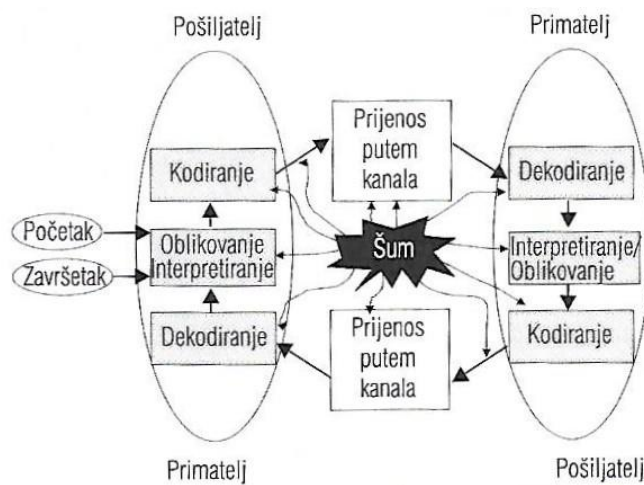 Pošiljatelj
Primatelj
Prijenos
putem
kanala
Kodiranje
Dekodiranje
Početak
Oblikovanje
Interpretiranje
Šum
Interpretiranje/
Oblikovanje
Završetak
Dekodiranje
Prijenos
putem
kanala
Kodiranje
Primatelj
Pošiljatelj